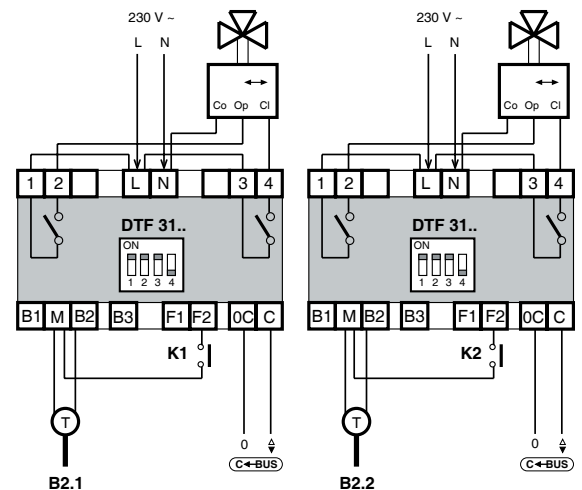 230 V ~
L N
Co Op Cl
1 2 L N 3 4
DTF 31..
ON
1 2 3 4
B1 M B2 B3 F1 F2 0C C
K1
T
0
C BUS
B2.1
230 V ~
L N
Co Op Cl
1 2 L N 3 4
DTF 31..
ON
1 2 3 4
B1 M B2 B3 F1 F2 0C C
K2
T
0
C BUS
B2.2